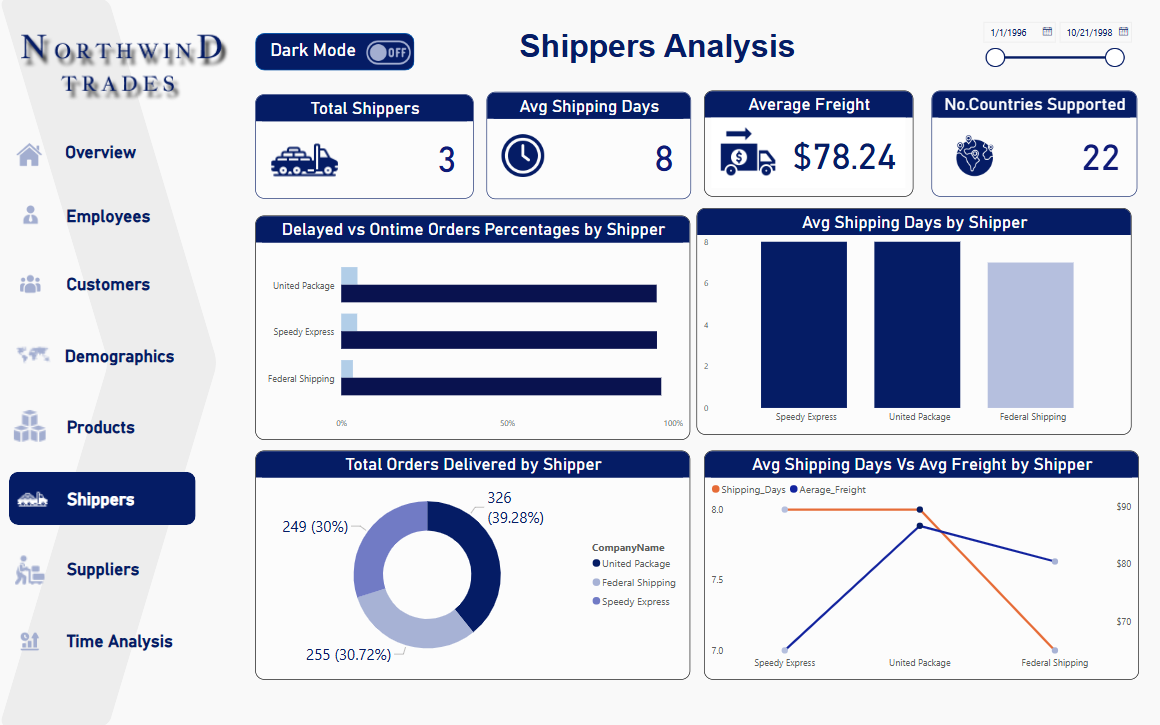 NORTHWIND
TRADES
Dark Mode OFF
Shippers Analysis
1/1/1996 10/21/1998
Total Shippers
3
Avg Shipping Days
8
Average Freight
$
$78.24
No.Countries Supported
22
Overview
Employees
Customers
Demographics
Products
Shippers
Suppliers
Time Analysis
Delayed vs Ontime Orders Percentages by Shipper
United Package
Speedy Express
Federal Shipping
0% 50% 100%
Avg Shipping Days by Shipper
8
6
4
2
0
Speedy Express United Package Federal Shipping
Total Orders Delivered by Shipper
326
(39.28%)
249 (30%)
255 (30.72%)
CompanyName
United Package
Federal Shipping
Speedy Express
Avg Shipping Days Vs Avg Freight by Shipper
Shipping_Days Aerage_Freight
8.0
7.5
7.0
$90
$80
$70
Speedy Express United Package Federal Shipping